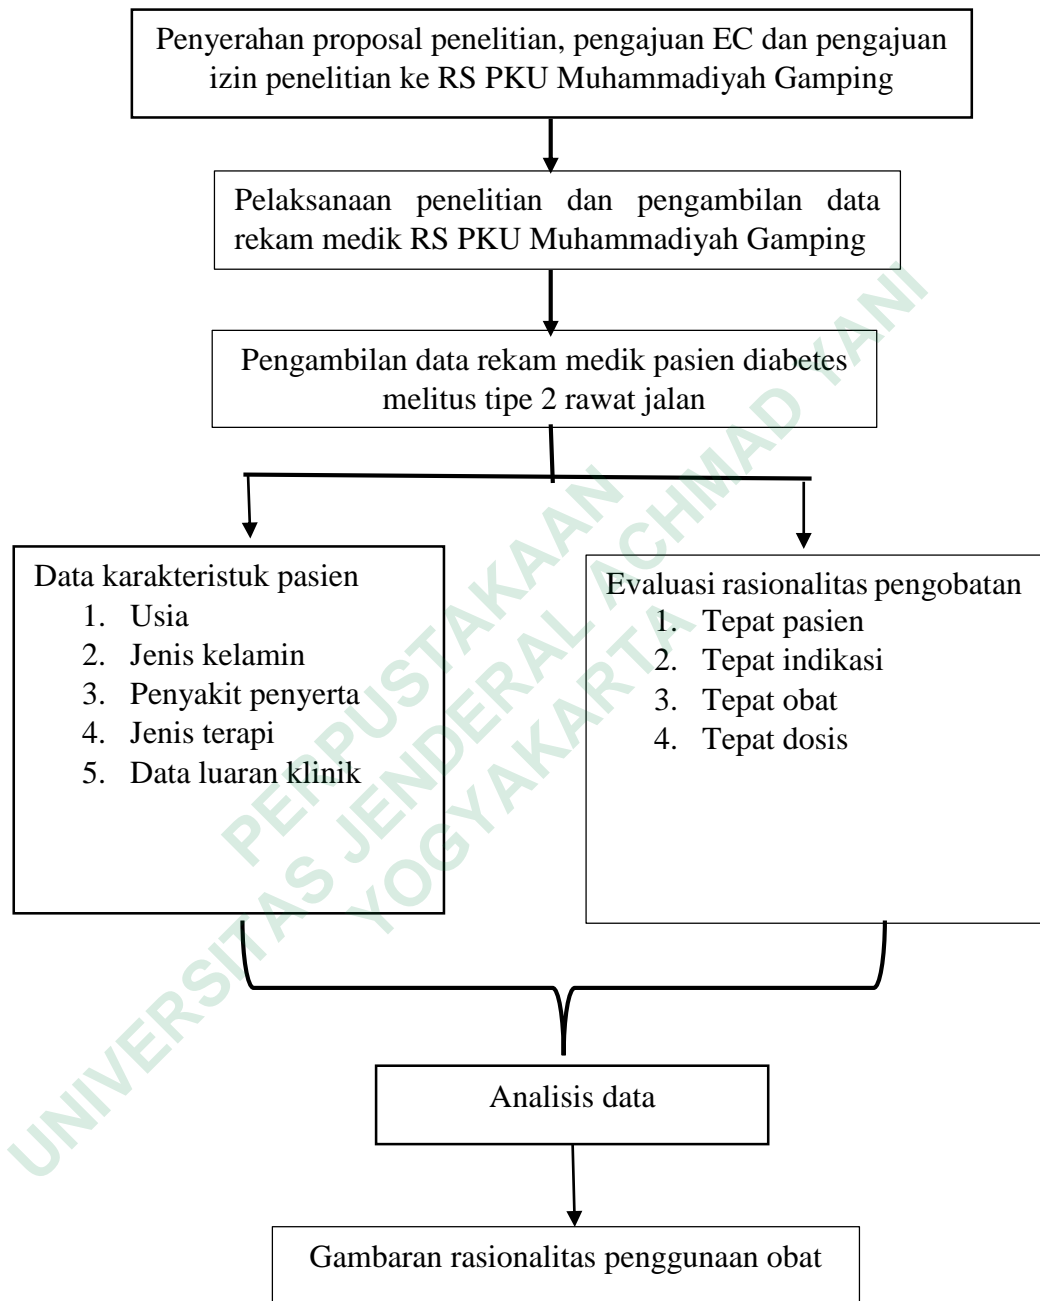 Penyerahan proposal penelitian, pengajuan EC dan pengajuan
izin penelitian ke RS PKU Muhammadiyah Gamping
Pelaksanaan penelitian dan pengambilan data
rekam medik RS PKU Muhammadiyah Gamping
Pengambilan data rekam medik pasien diabetes
melitus tipe 2 rawat jalan
Data karakteristuk pasien
1. Usia
2. Jenis kelamin
3. Penyakit penyerta
4. Jenis terapi
5. Data luaran klinik
Evaluasi rasionalitas pengobatan
1. Tepat pasien
2. Tepat indikasi
3. Tepat obat
4. Tepat dosis
Analisis data
Gambaran rasionalitas penggunaan obat
PERPUSTAKAAN
UNIVERSITAS JENDERAL ACHMAD YANI
YOGYAKARTA